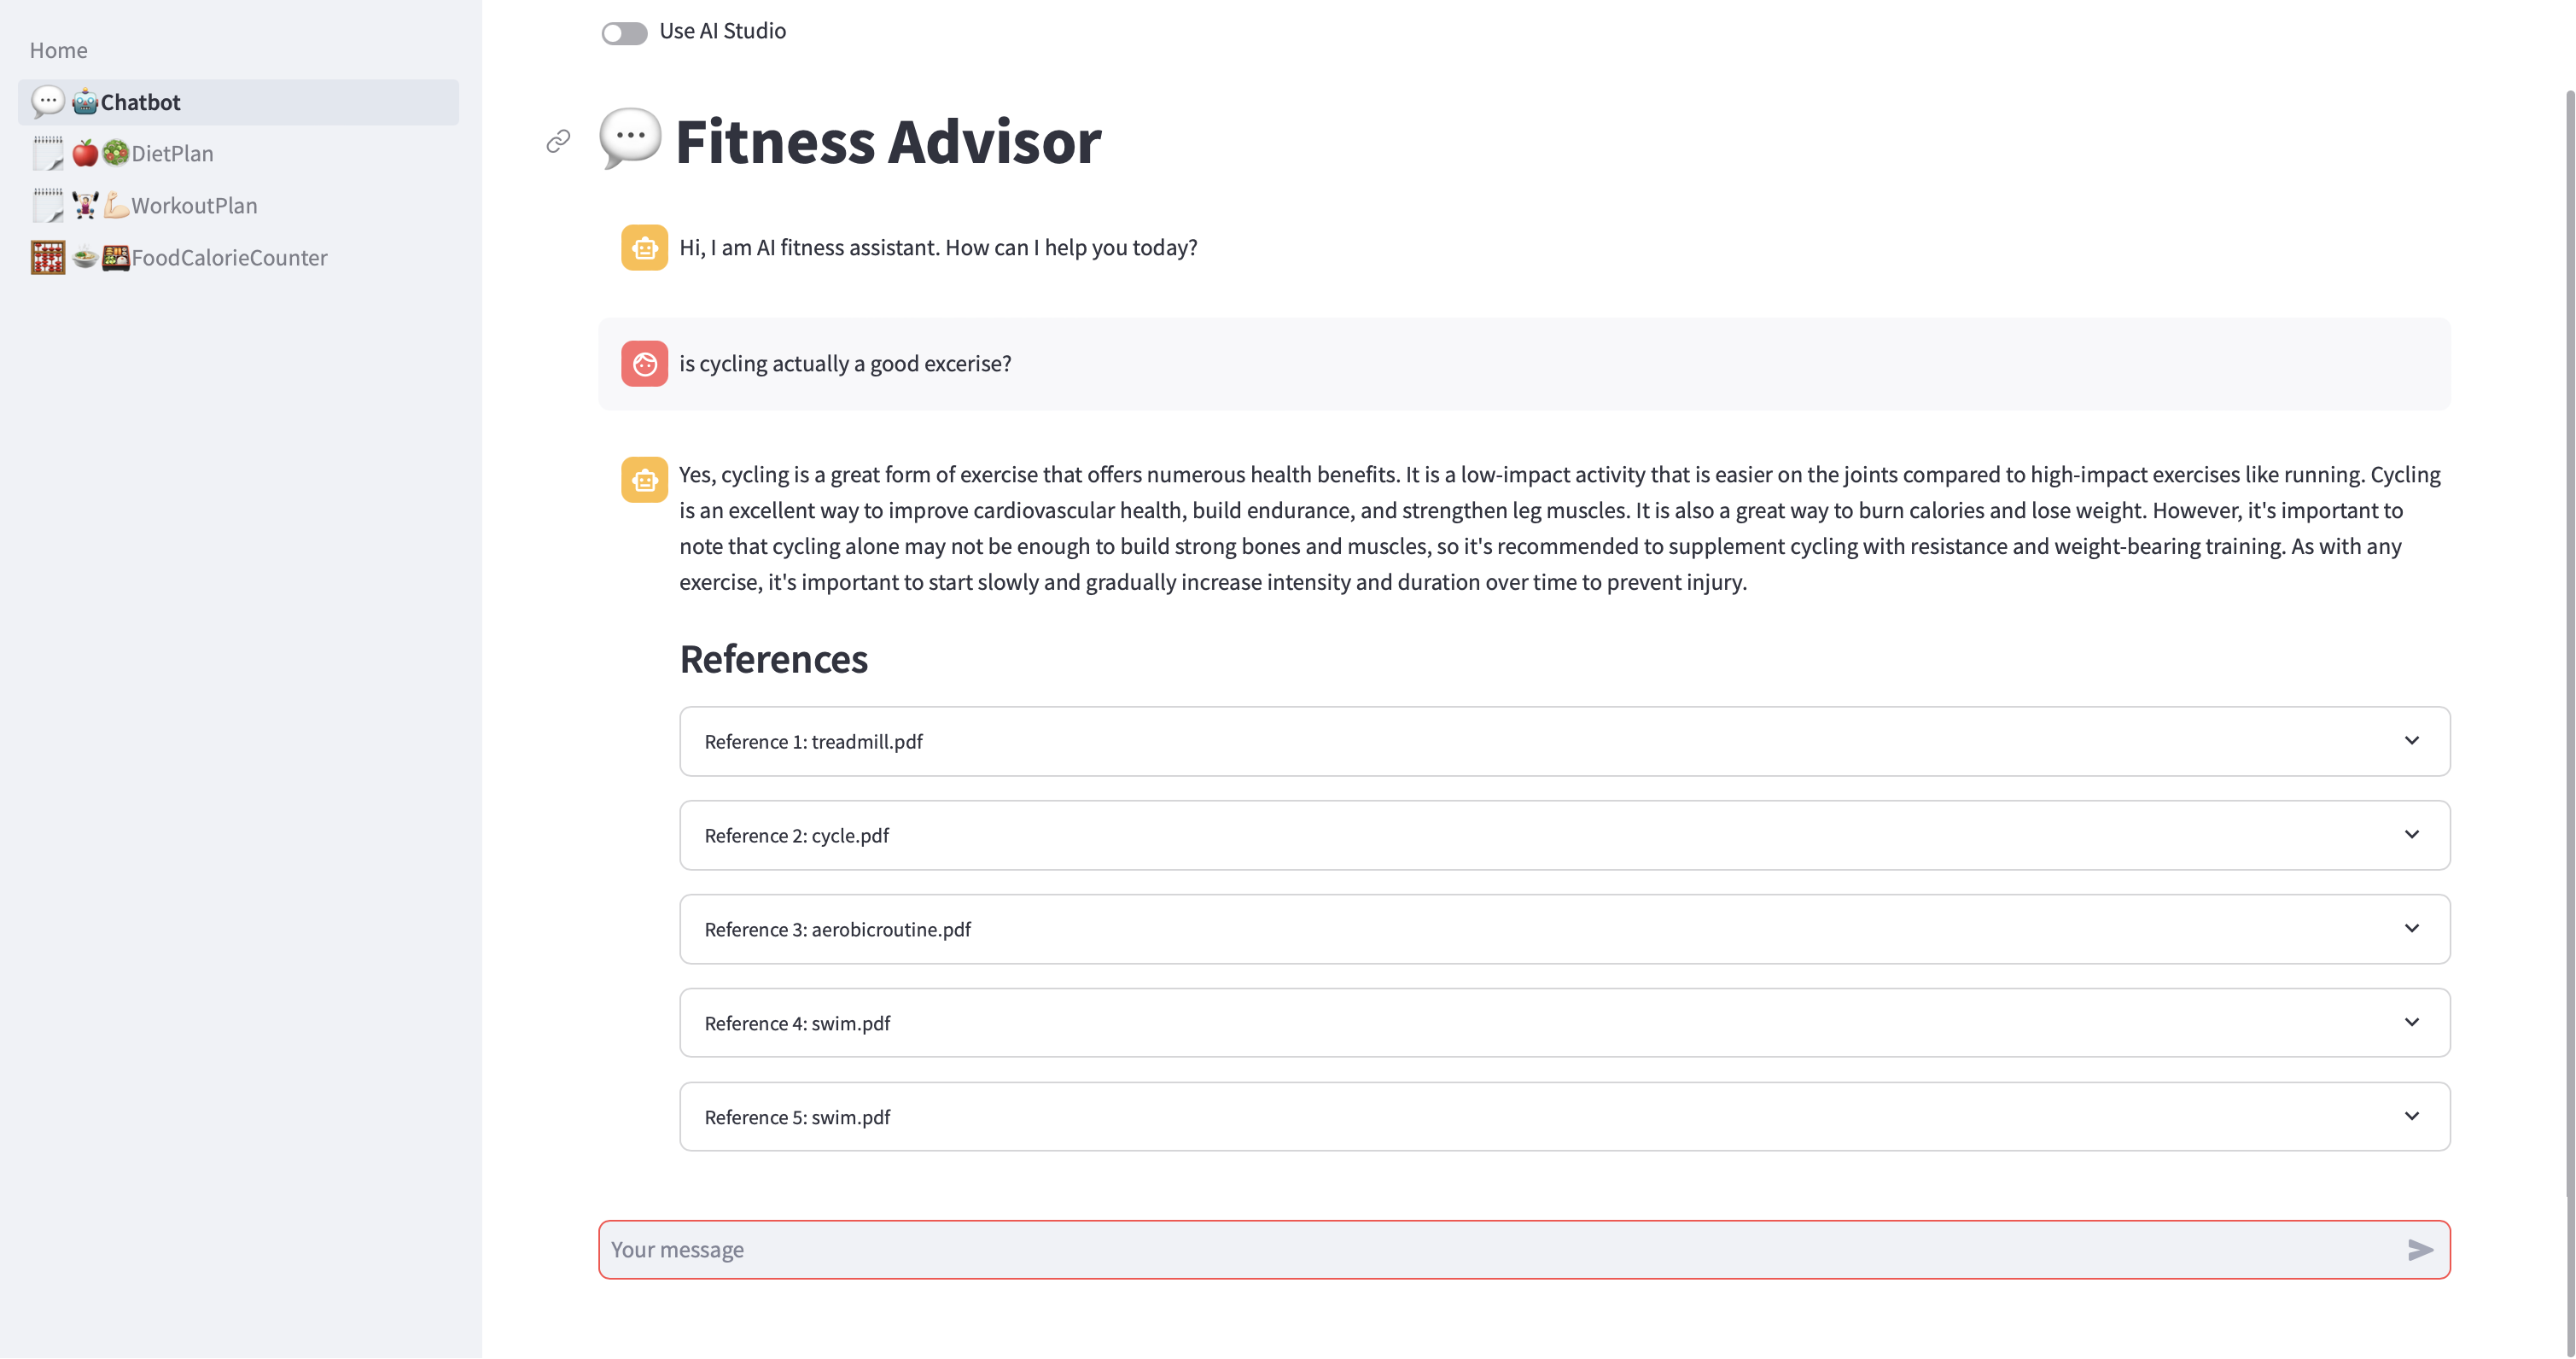 Home
Chatbot
DietPlan
WorkoutPlan
FoodCalorieCounter
Use AI Studio
Fitness Advisor
Hi, I am AI fitness assistant. How can I help you today?
is cycling actually a good excerise?
Yes, cycling is a great form of exercise that offers numerous health benefits. It is a low-impact activity that is easier on the joints compared to high-impact exercises like running. Cycling
is an excellent way to improve cardiovascular health, build endurance, and strengthen leg muscles. It is also a great way to burn calories and lose weight. However, it's important to
note that cycling alone may not be enough to build strong bones and muscles, so it's recommended to supplement cycling with resistance and weight-bearing training. As with any
exercise, it's important to start slowly and gradually increase intensity and duration over time to prevent injury.
References
Reference 1: treadmill.pdf
Reference 2: cycle.pdf
Reference 3: aerobicroutine.pdf
Reference 4: swim.pdf
Reference 5: swim.pdf
Your message